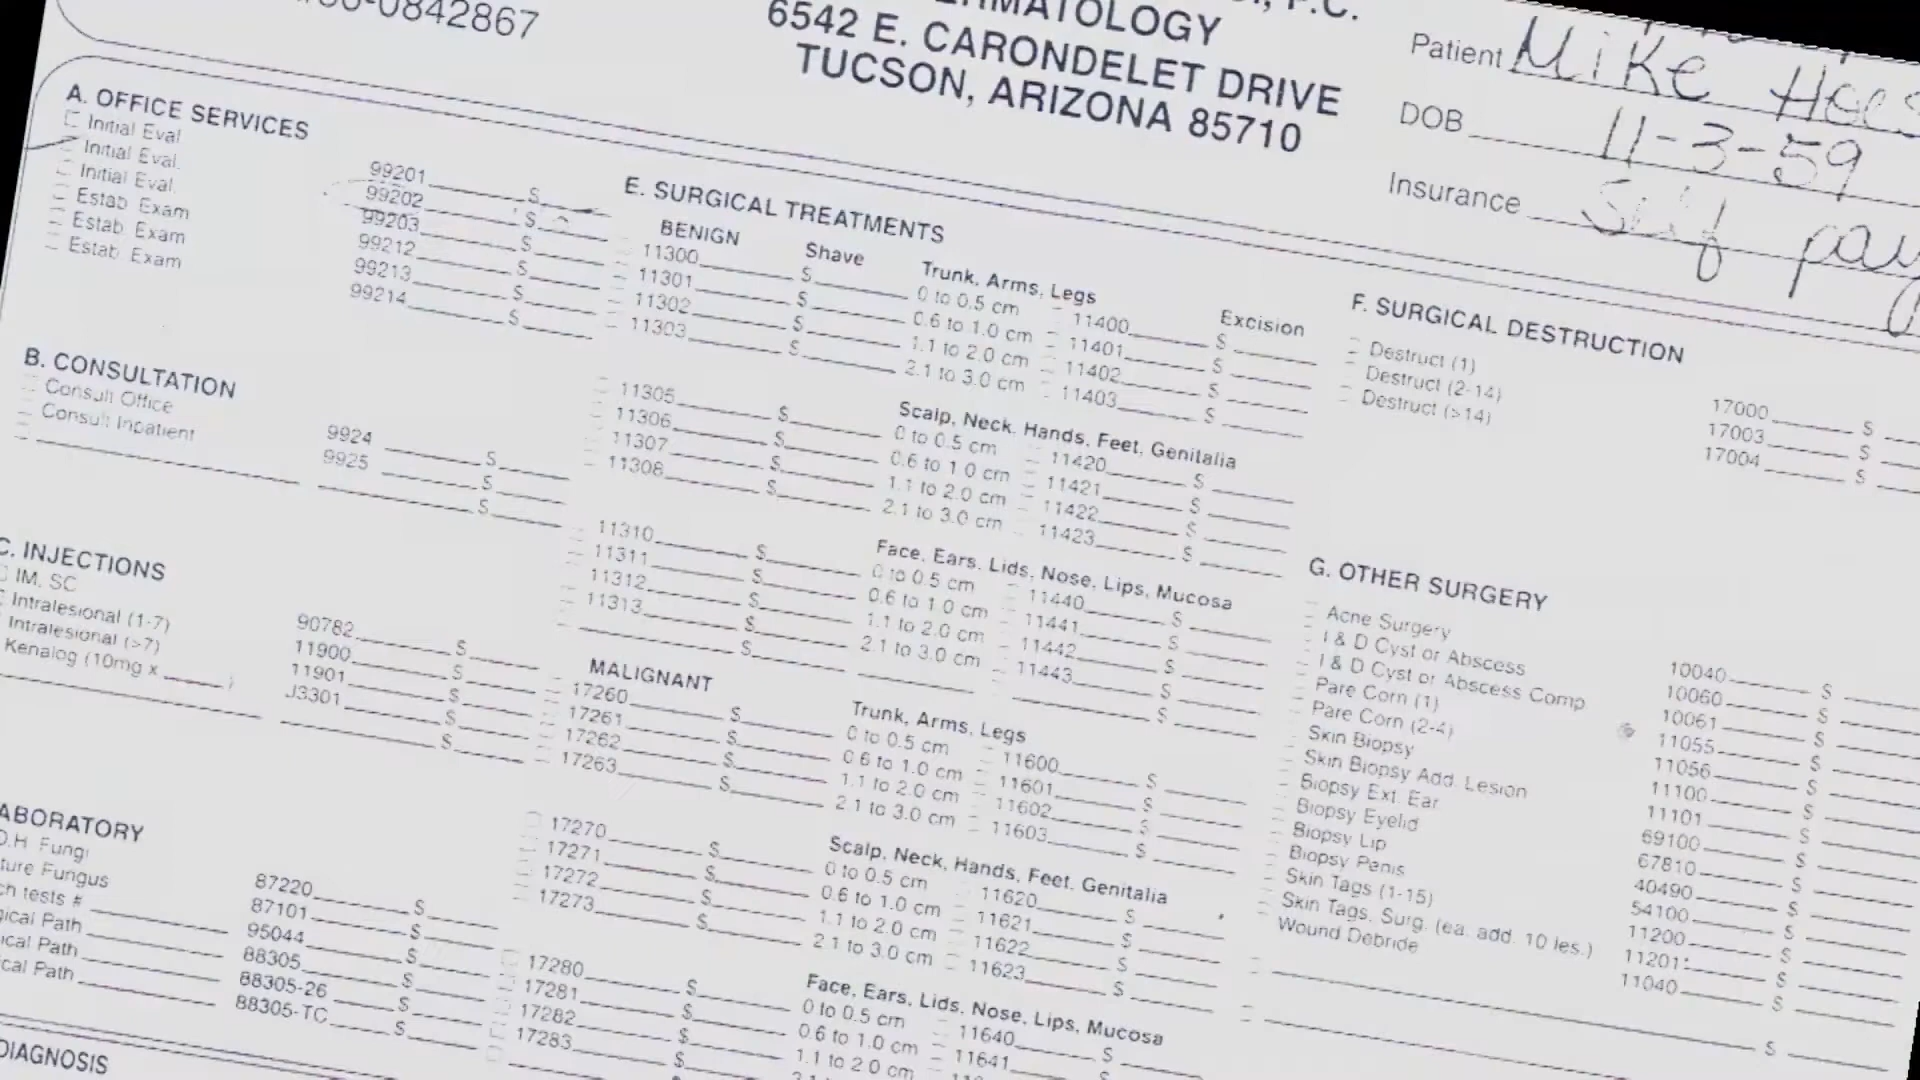 0842867
6542 E. CARONDELET DRIVE
TUCSON, ARIZONA 85710
Patient Mike
DOB 11-3-59
Insurance Self pay
A. OFFICE SERVICES
Initial Eval 99201 $
Initial Eval. 99202 $
Initial Eval. 99203 $
Estab Exam 99212 $
Estab. Exam 99213 $
Estab. Exam 99214 $
B. CONSULTATION
Consult Office 9924 $
Consult Inpatient 9925 $
$
C. INJECTIONS
IM, SC 90782 $
Intralesional (1-7) 11900 $
Intralesional (>7) 11901 $
Kenalog (10mg x ) J3301 $
$
ABORATORY
O.H Fungi 87220 $
ture Fungus 87101 $
ch tests # 95044 $
gical Path 88305 $
ical Path 88305-26 $
cal Path 88305-TC $
DIAGNOSIS
E. SURGICAL TREATMENTS
BENIGN Shave Trunk, Arms, Legs Excision
11300 $ 0 to 0.5 cm 11400 $
11301 $ 0.6 to 1.0 cm 11401 $
11302 $ 1.1 to 2.0 cm 11402 $
11303 $ 2.1 to 3.0 cm 11403 $
Scalp, Neck, Hands, Feet, Genitalia
11305 $ 0 to 0.5 cm 11420 $
11306 $ 0.6 to 1.0 cm 11421 $
11307 $ 1.1 to 2.0 cm 11422 $
11308 $ 2.1 to 3.0 cm 11423 $
Face, Ears, Lids, Nose, Lips, Mucosa
11310 $ 0 to 0.5 cm 11440 $
11311 $ 0.6 to 1.0 cm 11441 $
11312 $ 1.1 to 2.0 cm 11442 $
11313 $ 2.1 to 3.0 cm 11443 $
$ $
MALIGNANT Trunk, Arms, Legs
17260 $ 0 to 0.5 cm 11600 $
17261 $ 0.6 to 1.0 cm 11601 $
17262 $ 1.1 to 2.0 cm 11602 $
17263 $ 2.1 to 3.0 cm 11603 $
Scalp, Neck, Hands, Feet, Genitalia
17270 $ 0 to 0.5 cm 11620 $
17271 $ 0.6 to 1.0 cm 11621 $
17272 $ 1.1 to 2.0 cm 11622 $
17273 $ 2.1 to 3.0 cm 11623 $
Face, Ears, Lids, Nose, Lips, Mucosa
17280 $ 0 to 0.5 cm 11640 $
17281 $ 0.6 to 1.0 cm 11641 $
17282 $ 1.1 to 2.0 cm
17283 $
F. SURGICAL DESTRUCTION
Destruct (1) 17000 $
Destruct (2-14) 17003 $
Destruct (>14) 17004 $
G. OTHER SURGERY
Acne Surgery 10040 $
I & D Cyst or Abscess 10060 $
I & D Cyst or Abscess Comp 10061 $
Pare Corn (1) 11055 $
Pare Corn (2-4) 11056 $
Skin Biopsy 11100 $
Skin Biopsy Add. Lesion 11101 $
Biopsy Ext. Ear 69100 $
Biopsy Eyelid 67810 $
Biopsy Lip 40490 $
Biopsy Penis 54100 $
Skin Tags (1-15) 11200 $
Skin Tags, Surg. (ea. add. 10 les.) 11201 $
Wound Debride 11040 $
$